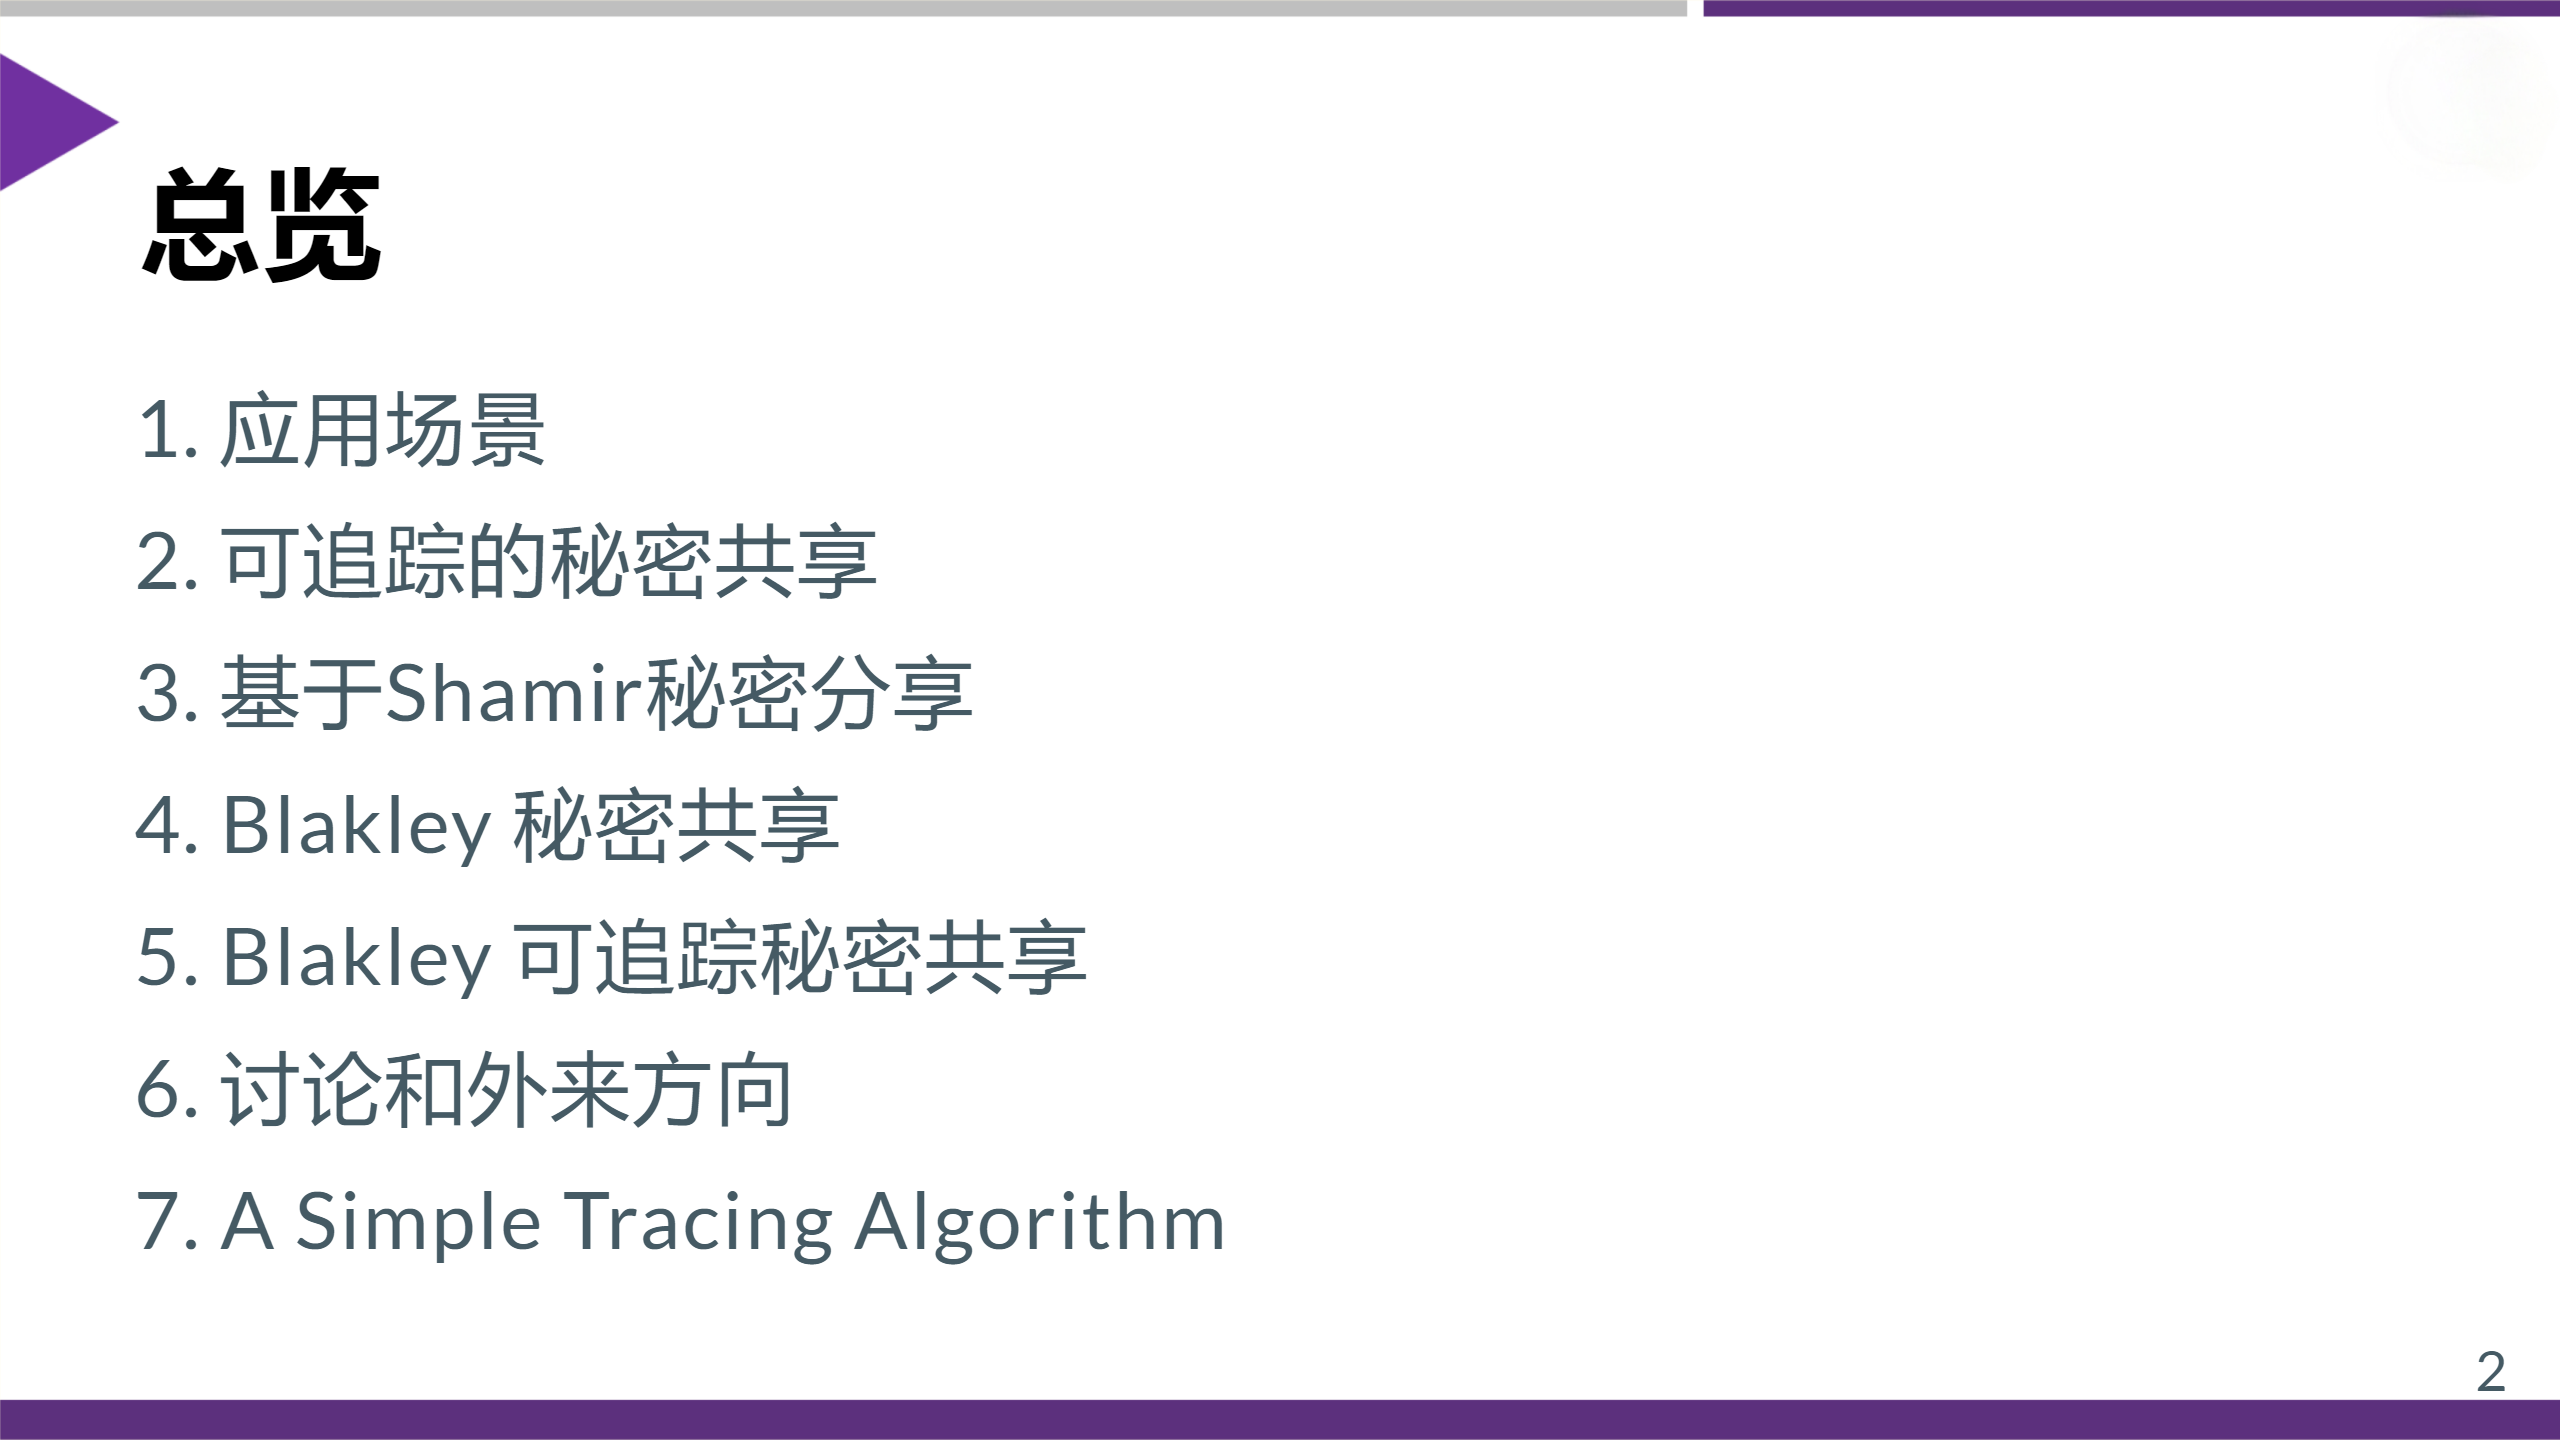 总览
1. 应用场景
2. 可追踪的秘密共享
3. 基于Shamir秘密分享
4. Blakley 秘密共享
5. Blakley 可追踪秘密共享
6. 讨论和外来方向
7. A Simple Tracing Algorithm
2